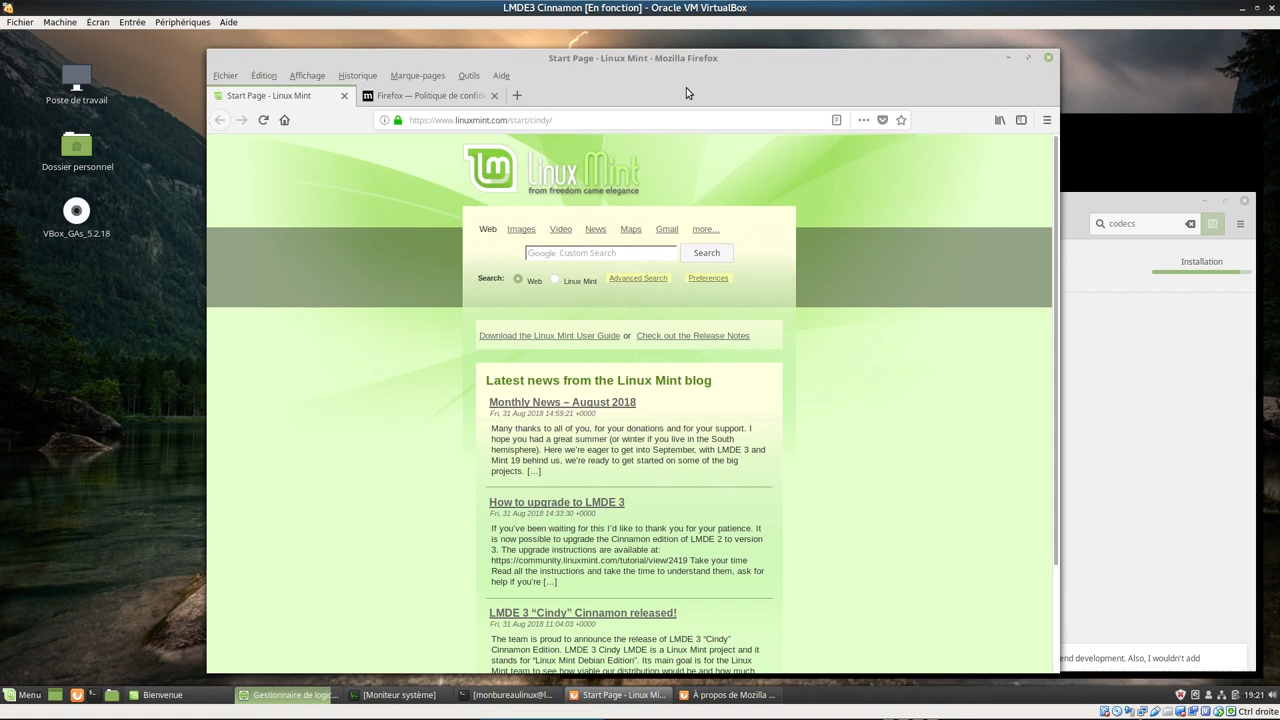 LMDE3 Cinnamon [En fonction] - Oracle VM VirtualBox
Fichier Machine Écran Entrée Périphériques Aide
Poste de travail
Dossier personnel
VBox_GAs_5.2.18
Start Page - Linux Mint - Mozilla Firefox
Fichier Édition Affichage Historique Marque-pages Outils Aide
Start Page - Linux Mint
Firefox — Politique de confide
https://www.linuxmint.com/start/cindy/
Linux Mint
from freedom came elegance
Web Images Video News Maps Gmail more...
Google Custom Search
Search
Search: Web Linux Mint Advanced Search Preferences
Download the Linux Mint User Guide or Check out the Release Notes
Latest news from the Linux Mint blog
Monthly News – August 2018
Fri, 31 Aug 2018 14:59:21 +0000
Many thanks to all of you, for your donations and for your support. I
hope you had a great summer (or winter if you live in the South
hemisphere). Here we're eager to get into September, with LMDE 3 and
Mint 19 behind us, we're ready to get started on some of the big
projects. […]
How to upgrade to LMDE 3
Fri, 31 Aug 2018 14:33:30 +0000
If you've been waiting for this I'd like to thank you for your patience. It
is now possible to upgrade the Cinnamon edition of LMDE 2 to version
3. The upgrade instructions are available at:
https://community.linuxmint.com/tutorial/view/2419 Take your time
Read all the instructions and take the time to understand them, ask for
help if you're […]
LMDE 3 “Cindy” Cinnamon released!
Fri, 31 Aug 2018 11:04:03 +0000
The team is proud to announce the release of LMDE 3 “Cindy”
Cinnamon Edition. LMDE 3 Cindy LMDE is a Linux Mint project and it
stands for “Linux Mint Debian Edition”. Its main goal is for the Linux
Mint team to see how viable our distribution would be and how much
codecs
Installation
end development. Also, I wouldn't add
Menu
Bienvenue
Gestionnaire de logic...
[Moniteur système]
[monbureaulinux@l...
Start Page - Linux Mi...
À propos de Mozilla ...
19:21
Ctrl droite